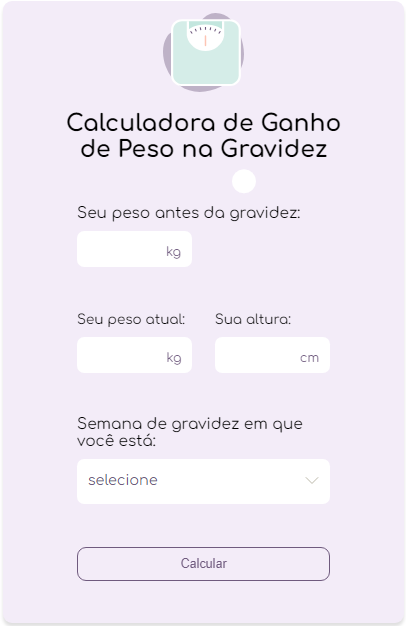 Calculadora de Ganho
de Peso na Gravidez
Seu peso antes da gravidez:
kg
Seu peso atual: Sua altura:
kg cm
Semana de gravidez em que
você está:
selecione
Calcular